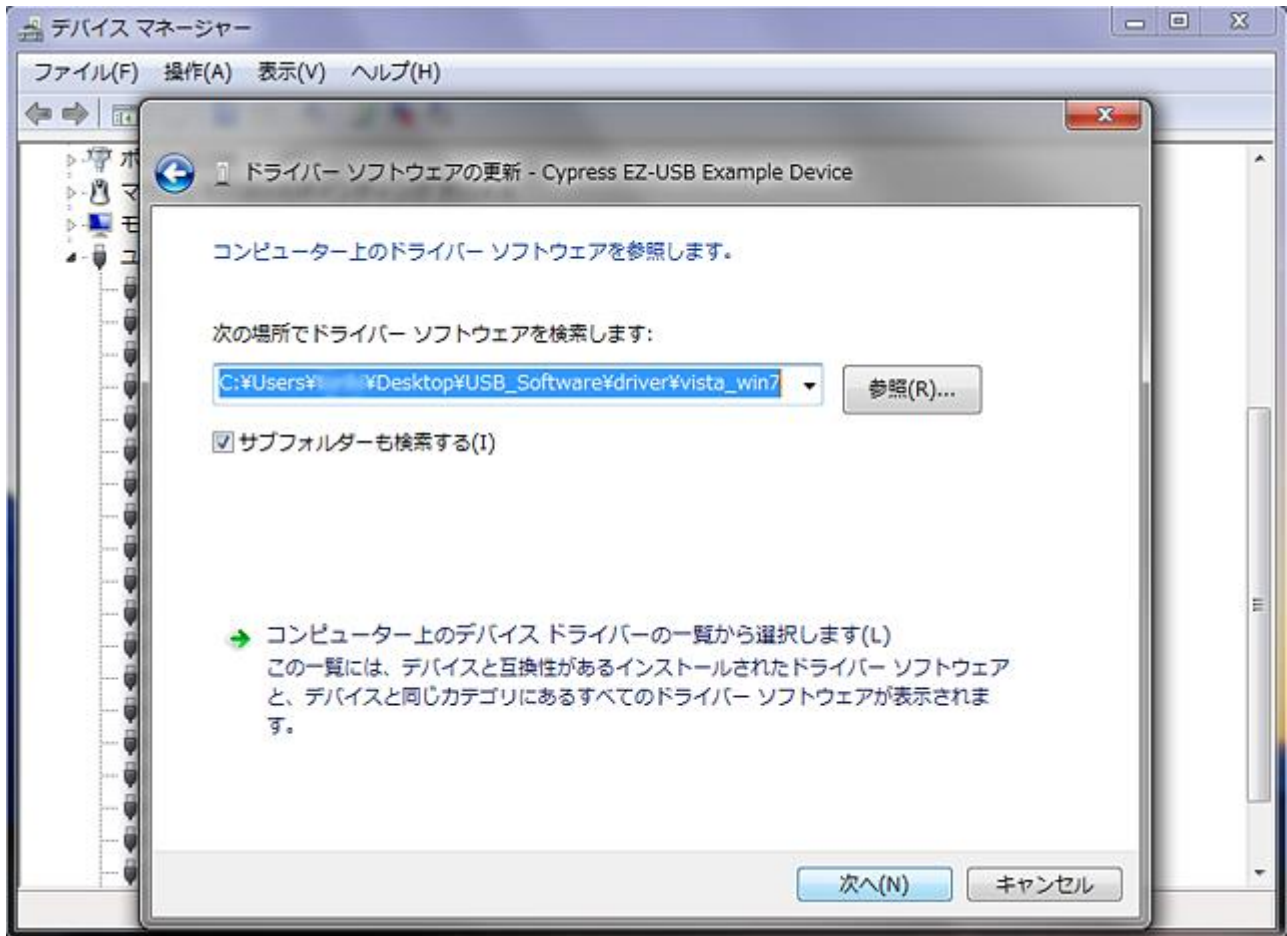 デバイス マネージャー
ファイル(F) 操作(A) 表示(V) ヘルプ(H)
ドライバー ソフトウェアの更新 - Cypress EZ-USB Example Device
コンピューター上のドライバー ソフトウェアを参照します。
次の場所でドライバー ソフトウェアを検索します:
C:¥Users¥ ¥Desktop¥USB_Software¥driver¥vista_win7
参照(R)...
サブフォルダーも検索する(I)
コンピューター上のデバイス ドライバーの一覧から選択します(L)
この一覧には、デバイスと互換性があるインストールされたドライバー ソフトウェア
と、デバイスと同じカテゴリにあるすべてのドライバー ソフトウェアが表示されま
す。
次へ(N) キャンセル